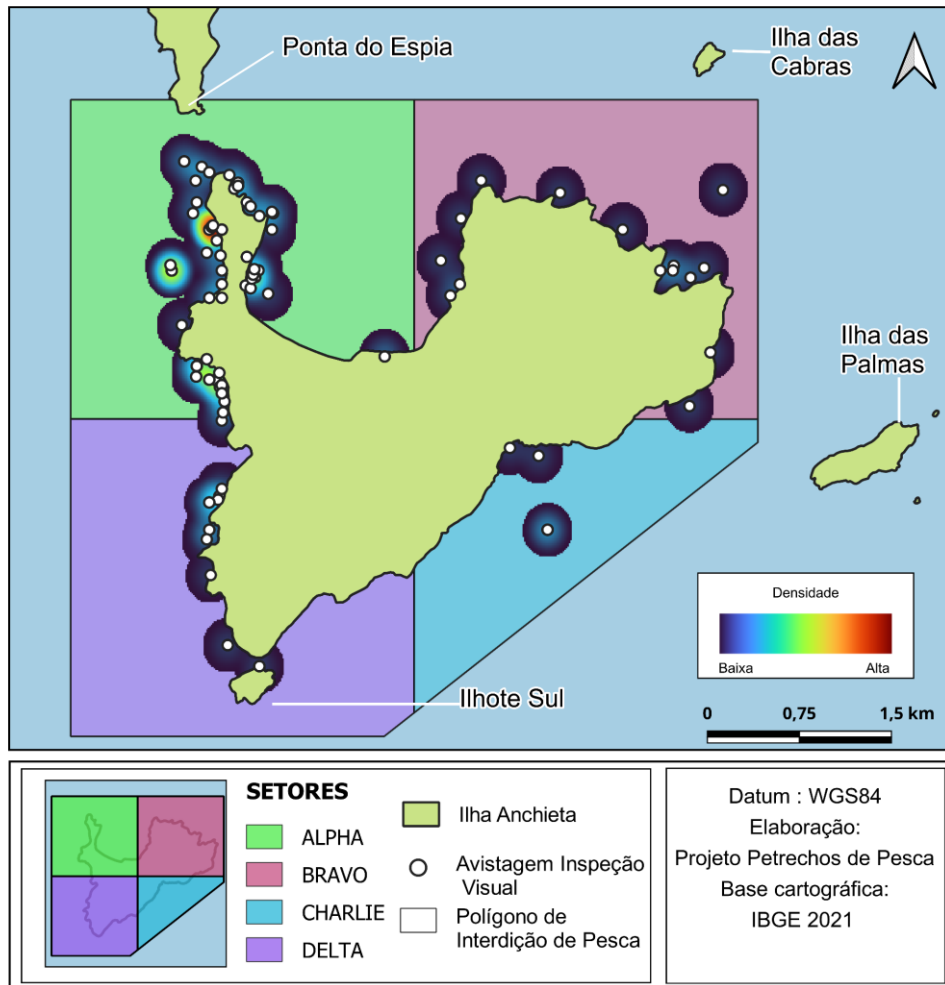 Ponta do Espia
Ilha das
Cabras
Ilha das
Palmas
Ilhote Sul
Densidade
Baixa
Alta
0
0,75
1,5 km
SETORES
ALPHA
BRAVO
CHARLIE
DELTA
Ilha Anchieta
Avistagem Inspeção
Visual
Polígono de
Interdição de Pesca
Datum : WGS84
Elaboração:
Projeto Petrechos de Pesca
Base cartográfica:
IBGE 2021